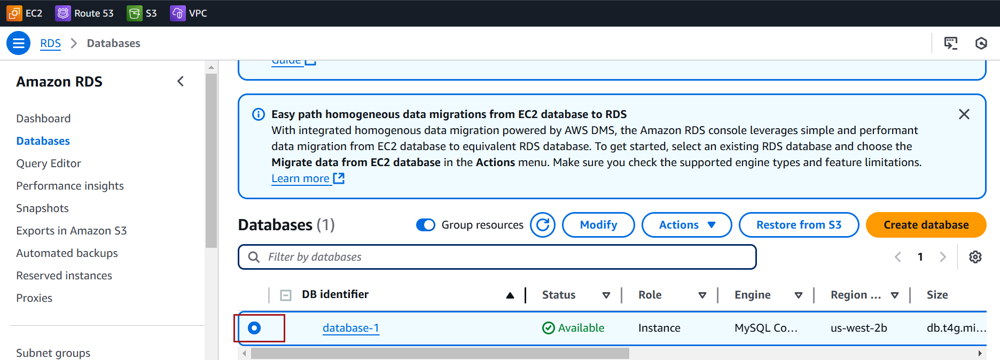 EC2 Route 53 S3 VPC
RDS Databases
Guide
Amazon RDS
Dashboard
Databases
Query Editor
Performance insights
Snapshots
Exports in Amazon S3
Automated backups
Reserved instances
Proxies
Subnet groups
Easy path homogeneous data migrations from EC2 database to RDS
With integrated homogenous data migration powered by AWS DMS, the Amazon RDS console leverages simple and performant
data migration from EC2 database to equivalent RDS database. To get started, select an existing RDS database and choose the
Migrate data from EC2 database in the Actions menu. Make sure you check the supported engine types and feature limitations.
Learn more
Databases (1) Group resources Modify Actions Restore from S3 Create database
Filter by databases 1
DB identifier Status Role Engine Region ... Size
database-1 Available Instance MySQL Co... us-west-2b db.t4g.mi...